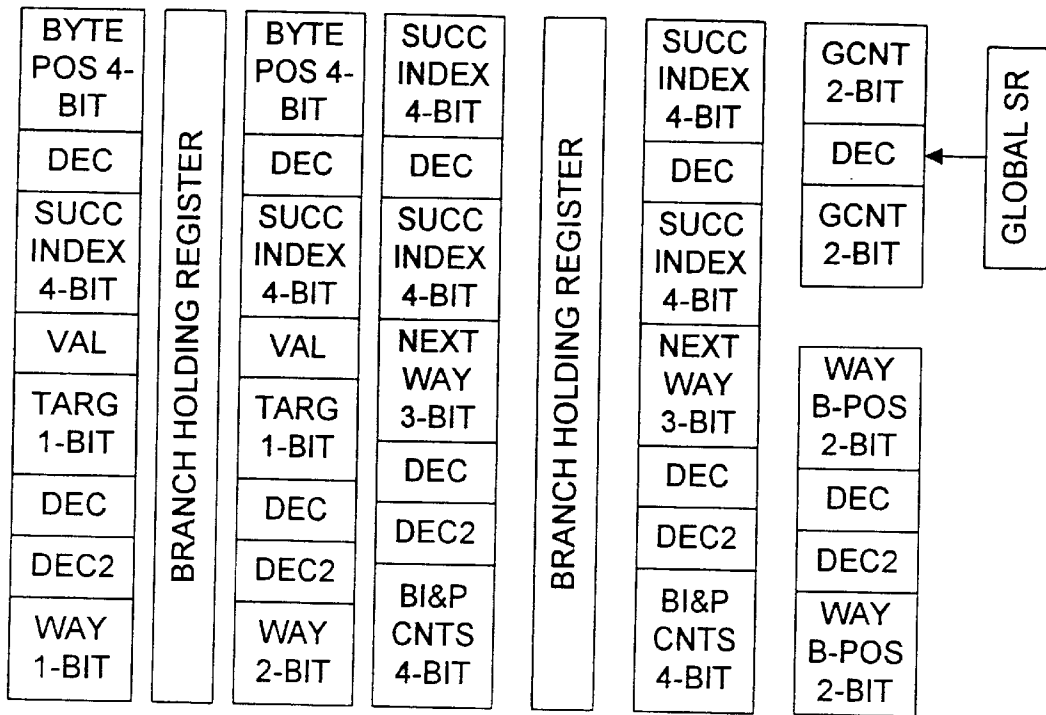 BYTE
POS 4-
BIT
DEC
SUCC
INDEX
4-BIT
VAL
TARG
1-BIT
DEC
DEC2
WAY
1-BIT
BRANCH HOLDING REGISTER
BYTE
POS 4-
BIT
DEC
SUCC
INDEX
4-BIT
VAL
TARG
1-BIT
DEC
DEC2
WAY
2-BIT
SUCC
INDEX
4-BIT
DEC
SUCC
INDEX
4-BIT
NEXT
WAY
3-BIT
DEC
DEC2
BI&P
CNTS
4-BIT
BRANCH HOLDING REGISTER
SUCC
INDEX
4-BIT
DEC
SUCC
INDEX
4-BIT
NEXT
WAY
3-BIT
DEC
DEC2
BI&P
CNTS
4-BIT
GCNT
2-BIT
DEC
GCNT
2-BIT
WAY
B-POS
2-BIT
DEC
DEC2
WAY
B-POS
2-BIT
GLOBAL SR